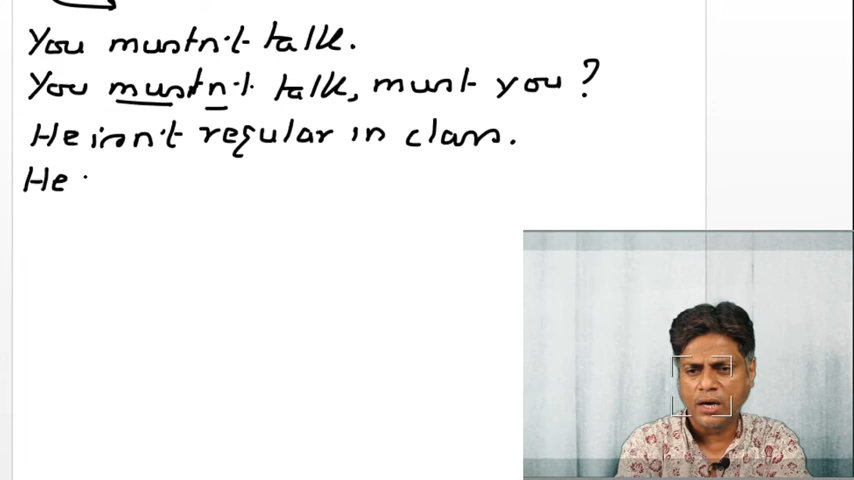 You mustn't talk.
You mustn't talk, must you?
He isn't regular in class.
He